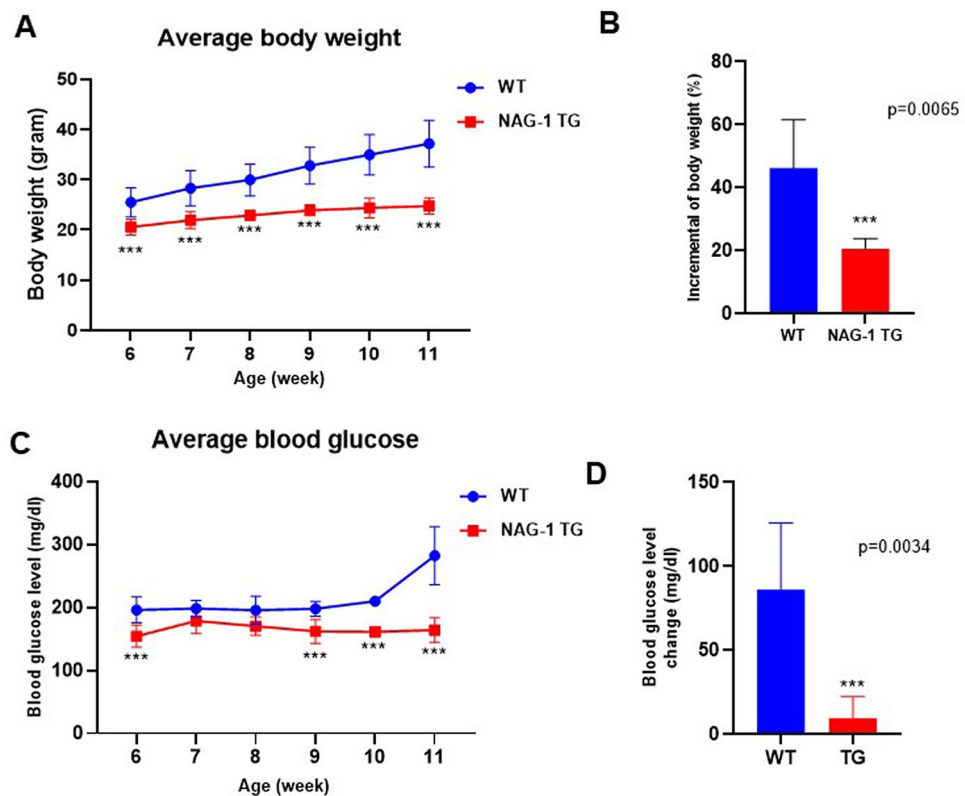 A
Average body weight
WT
NAG-1 TG
Body weight (gram)
50
40
30
20
10
0
*** *** *** *** *** ***
6 7 8 9 10 11
Age (week)
B
Incremental of body weight (%)
80
60
40
20
0
p=0.0065
***
WT NAG-1 TG
C
Average blood glucose
WT
NAG-1 TG
Blood glucose level (mg/dl)
400
300
200
100
0
*** *** *** ***
6 7 8 9 10 11
Age (week)
D
Blood glucose level
change (mg/dl)
150
100
50
0
p=0.0034
***
WT TG